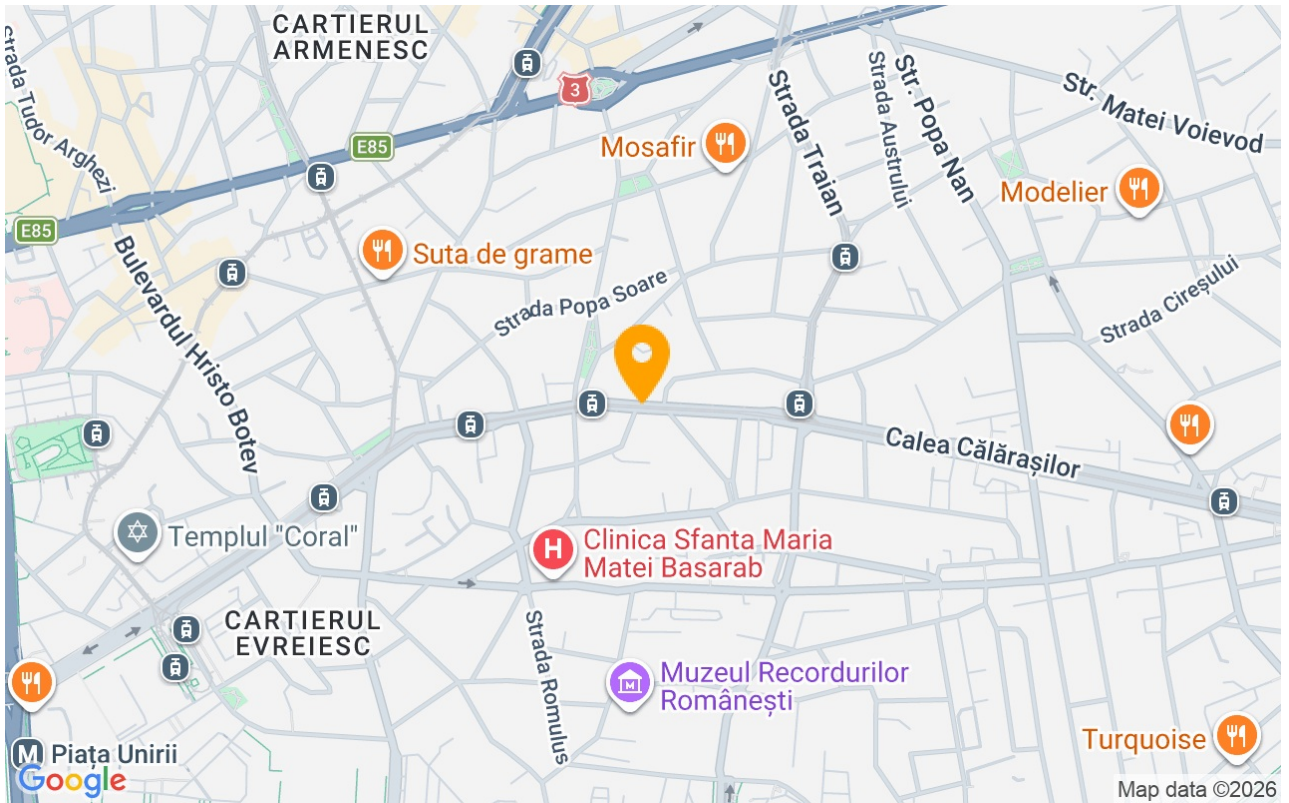 CARTIERUL
ARMENESC
Strada Tudor Arghezi
3
E85
E85
Mosafir
Strada Traian
Strada Austrului
Str. Popa Nan
Str. Matei Voievod
Modelier
Suta de grame
Strada Popa Soare
Strada Cireșului
Bulevardul Hristo Botev
Calea Călărașilor
Templul "Coral"
H
Clinica Sfanta Maria
Matei Basarab
CARTIERUL
EVREIESC
Strada Romulus
M
Muzeul Recordurilor
Românești
Turquoise
M Piața Unirii
Google
Map data ©2026